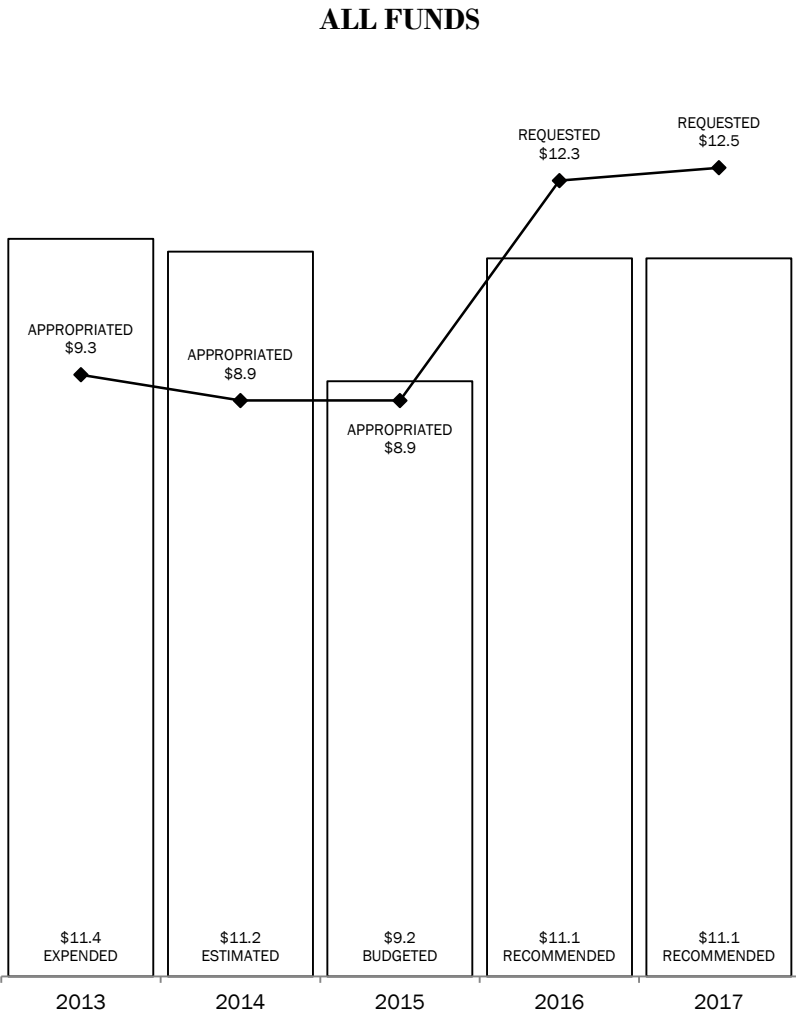 ALL FUNDS
REQUESTED
$12.5
REQUESTED
$12.3
APPROPRIATED
$9.3
APPROPRIATED
$8.9
APPROPRIATED
$8.9
$11.4
EXPENDED
$11.2
ESTIMATED
$9.2
BUDGETED
$11.1
RECOMMENDED
$11.1
RECOMMENDED
2013
2014
2015
2016
2017